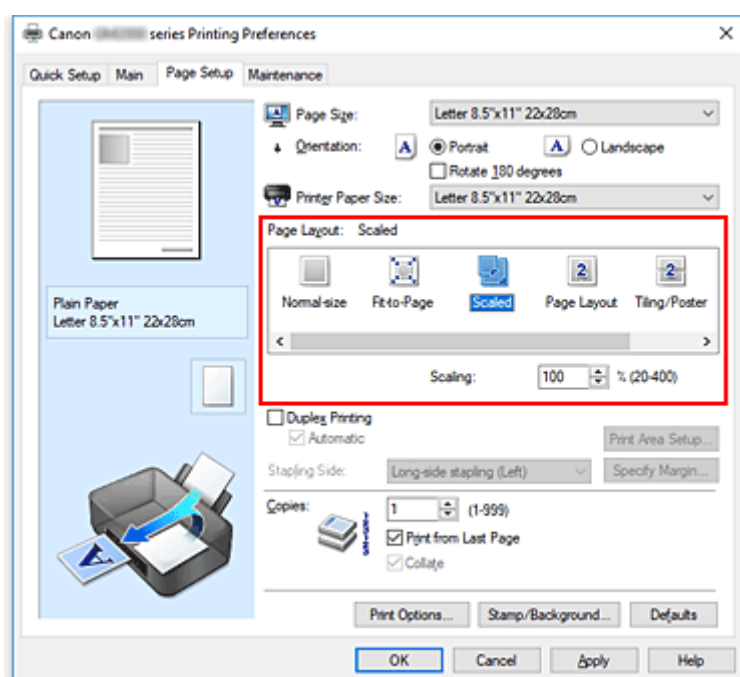 Canon series Printing Preferences
Quick Setup Main Page Setup Maintenance
Page Size: Letter 8.5"x11" 22x28cm
Orientation: A Portrait A Landscape
Rotate 180 degrees
Printer Paper Size: Letter 8.5"x11" 22x28cm
Page Layout: Scaled
2 2
Normal-size Fit-to-Page Scaled Page Layout Tiling/Poster
Plain Paper
Letter 8.5"x11" 22x28cm
Scaling: 100 % (20-400)
Duplex Printing
Automatic
Print Area Setup...
Stapling Side: Long-side stapling (Left) Specify Margin...
Copies: 1 (1-999)
Print from Last Page
Collate
A
Print Options... Stamp/Background... Defaults
OK Cancel Apply Help